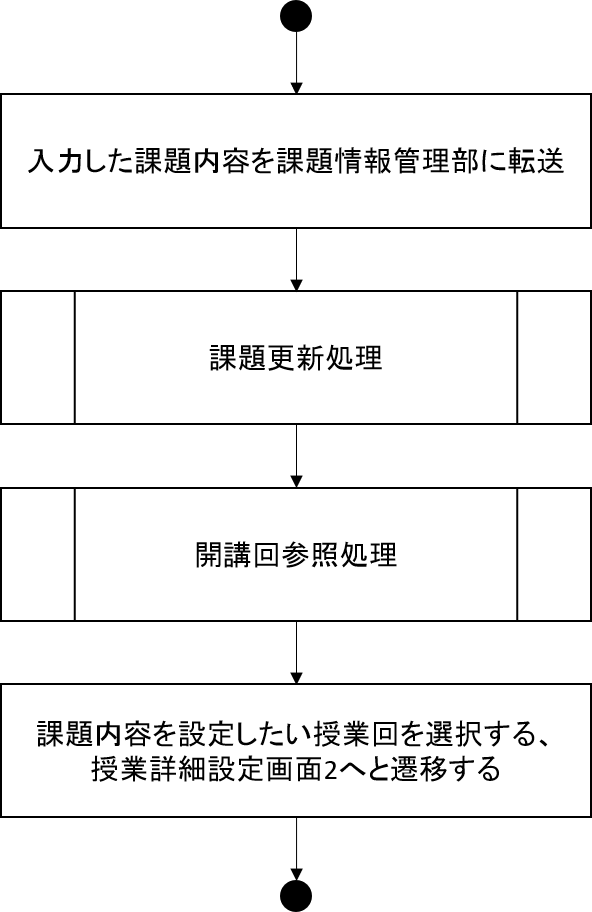 入力した課題内容を課題情報管理部に転送
課題更新処理
開講回参照処理
課題内容を設定したい授業回を選択する、
授業詳細設定画面2へと遷移する